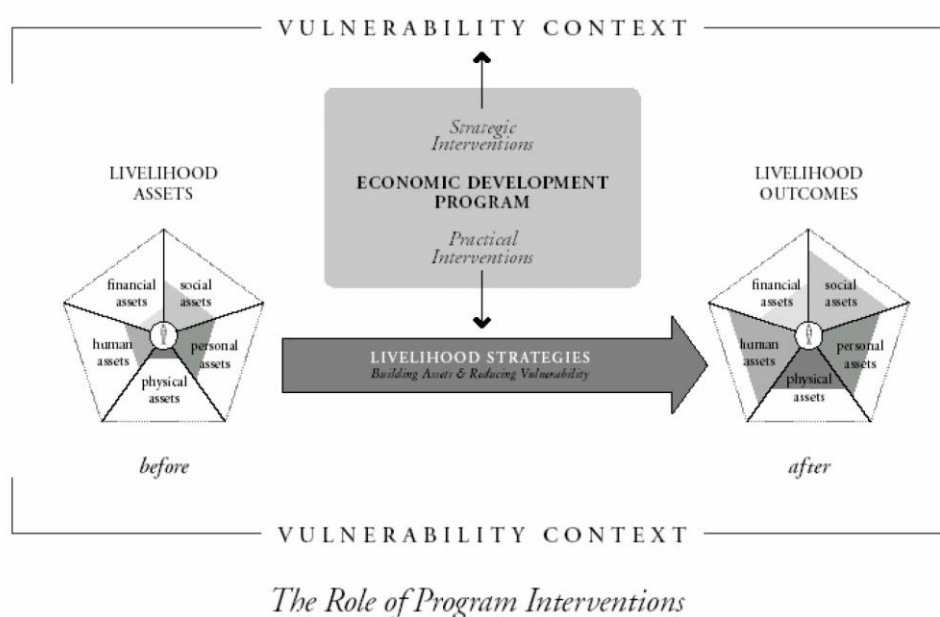 VULNERABILITY CONTEXT
Strategic
Interventions
ECONOMIC DEVELOPMENT
PROGRAM
Practical
Interventions
LIVELIHOOD
ASSETS
financial
assets
social
assets
human
assets
personal
assets
physical
assets
before
LIVELIHOOD STRATEGIES
Building Assets & Reducing Vulnerability
LIVELIHOOD
OUTCOMES
financial
assets
social
assets
human
assets
personal
assets
physical
assets
after
VULNERABILITY CONTEXT
The Role of Program Interventions